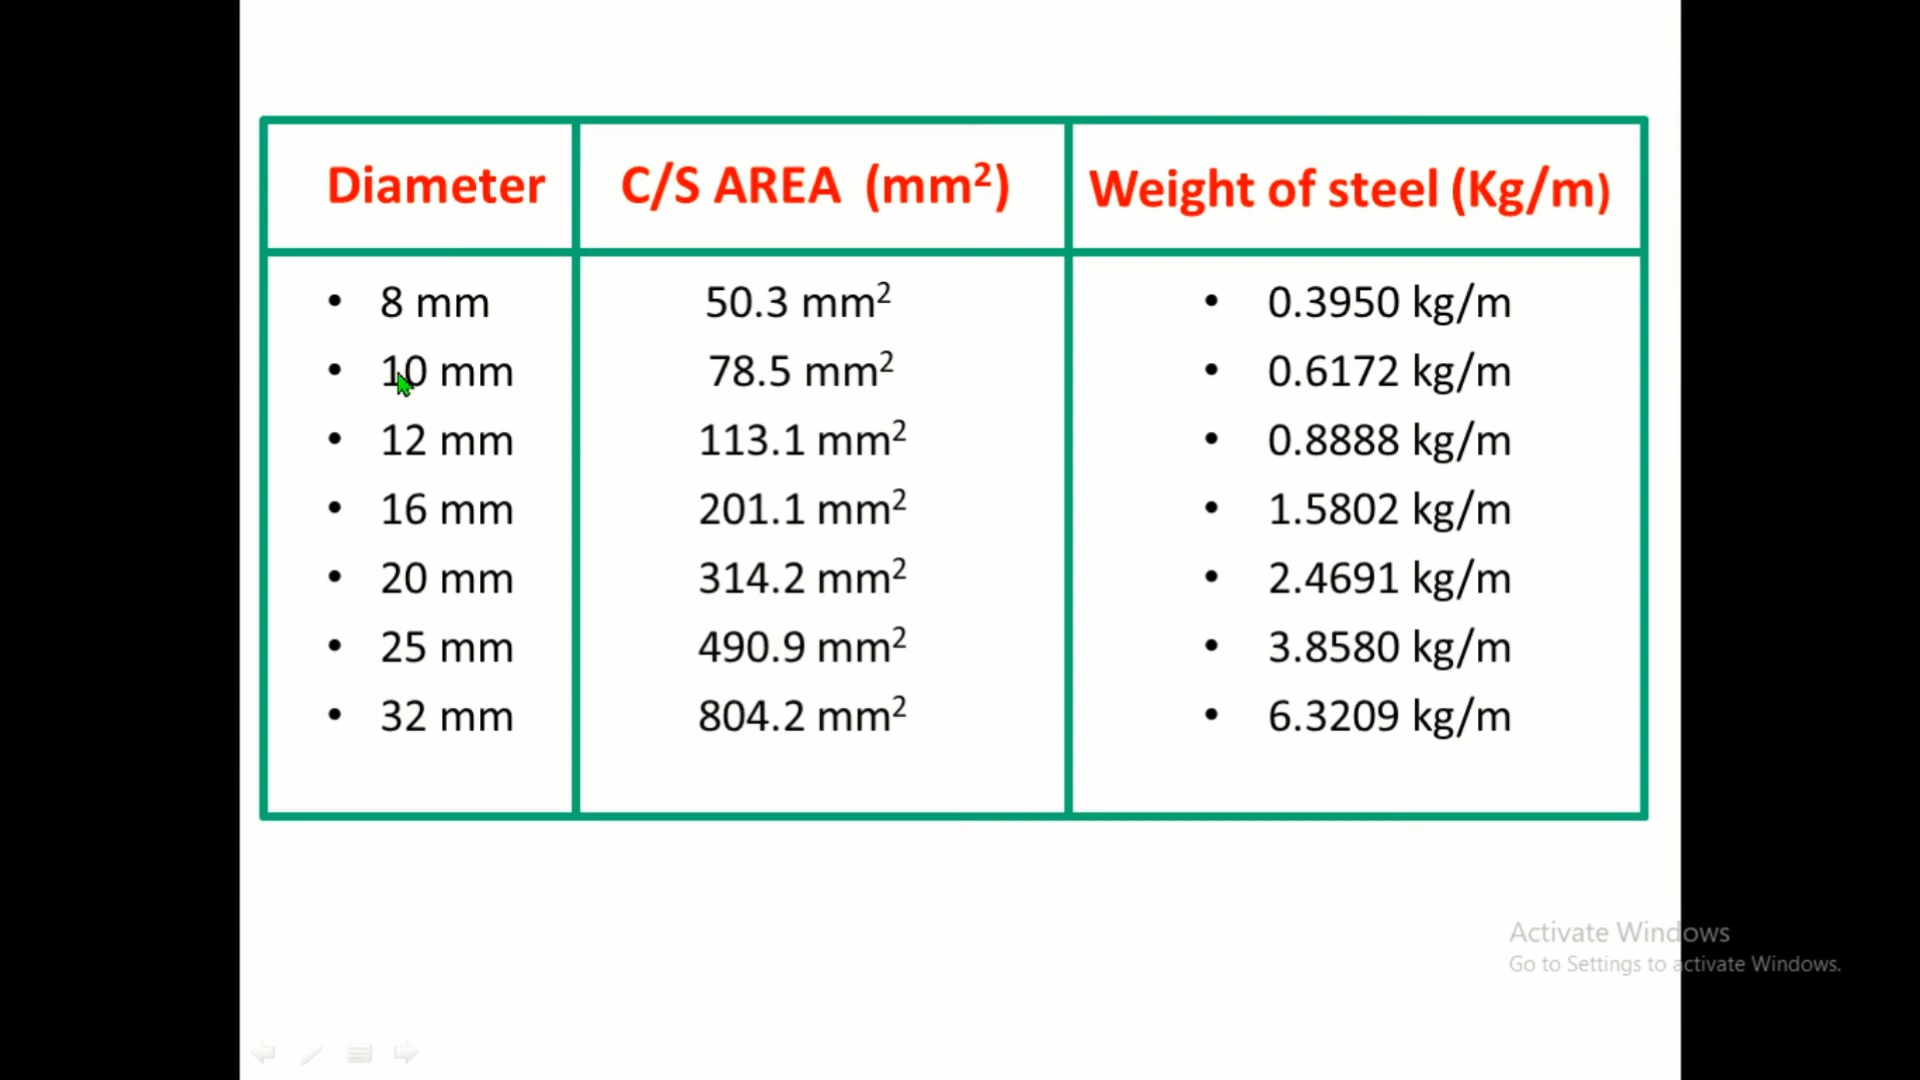 Diameter C/S AREA (mm²) Weight of steel (Kg/m)
• 8 mm 50.3 mm² • 0.3950 kg/m
• 10 mm 78.5 mm² • 0.6172 kg/m
• 12 mm 113.1 mm² • 0.8888 kg/m
• 16 mm 201.1 mm² • 1.5802 kg/m
• 20 mm 314.2 mm² • 2.4691 kg/m
• 25 mm 490.9 mm² • 3.8580 kg/m
• 32 mm 804.2 mm² • 6.3209 kg/m
Activate Windows
Go to Settings to activate Windows.